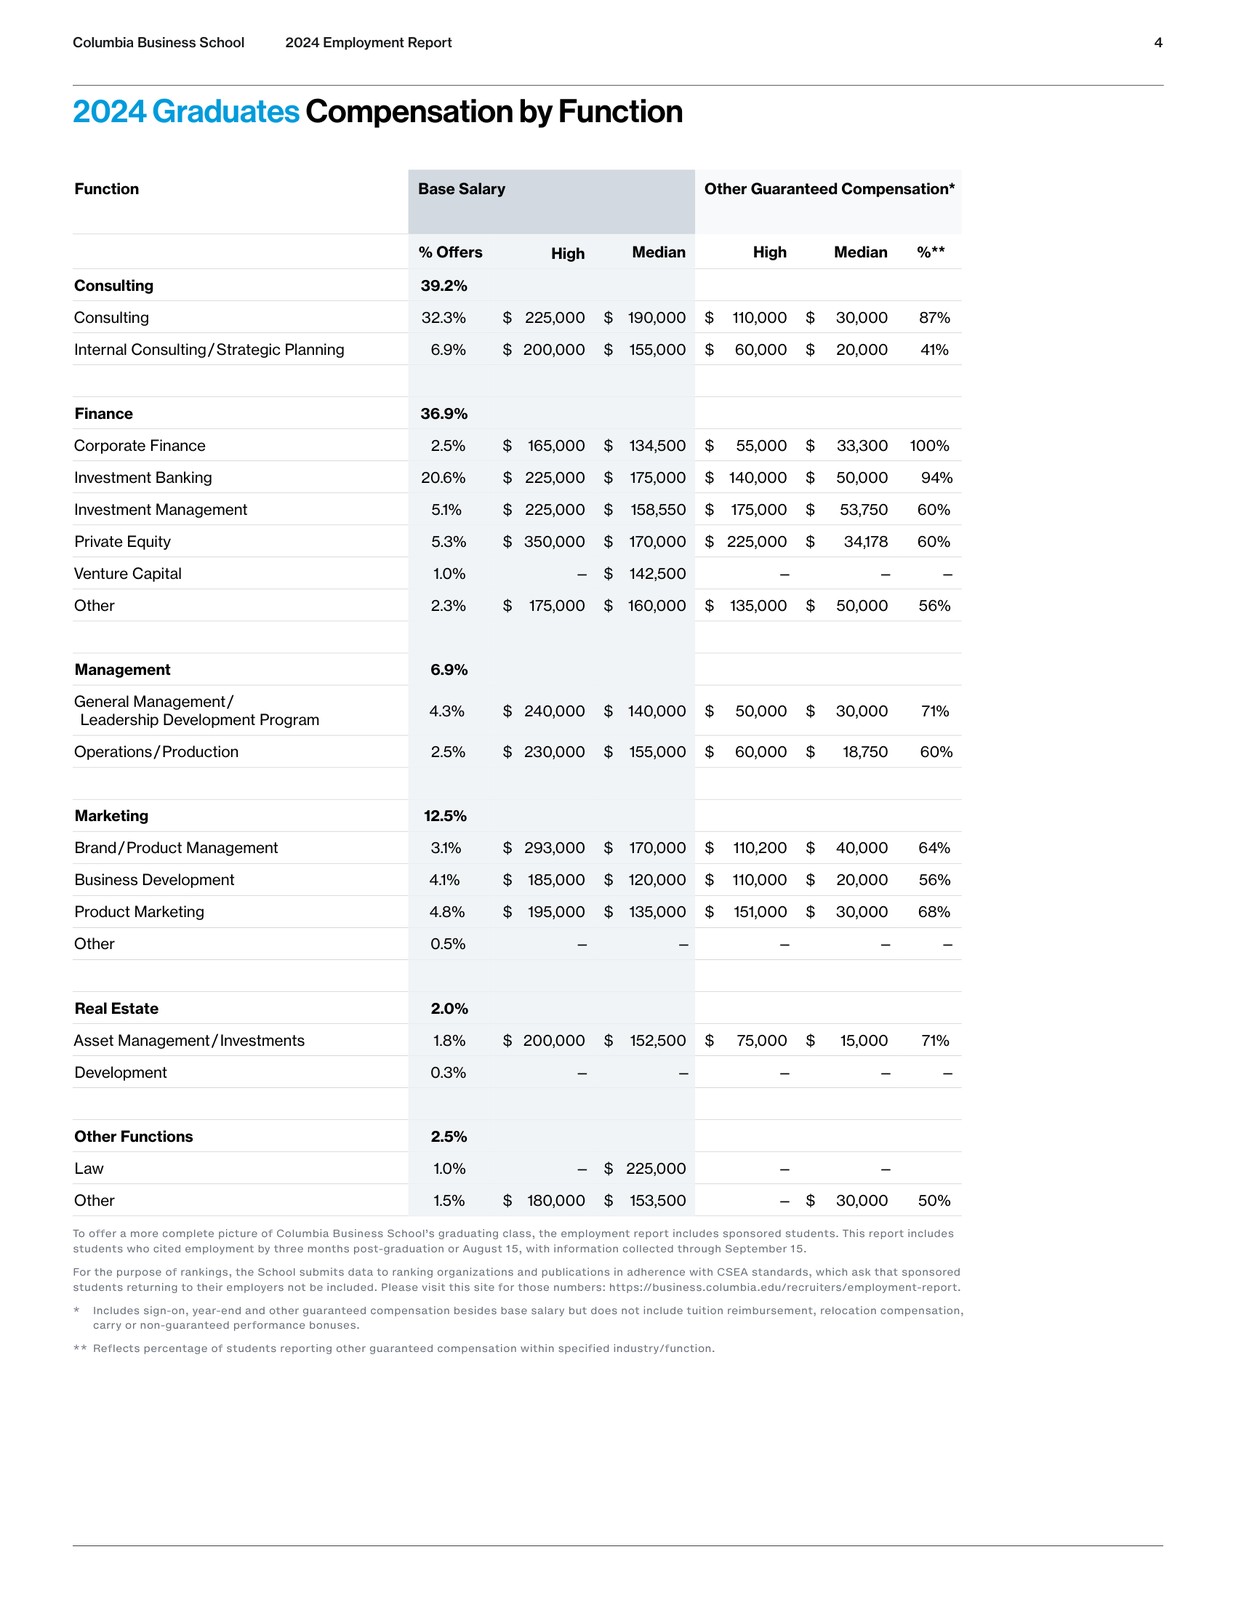 Columbia Business School 2024 Employment Report 4
2024 Graduates Compensation by Function
Function Base Salary Other Guaranteed Compensation*
% Offers High Median High Median %**
Consulting 39.2%
Consulting 32.3% $ 225,000 $ 190,000 $ 110,000 $ 30,000 87%
Internal Consulting/Strategic Planning 6.9% $ 200,000 $ 155,000 $ 60,000 $ 20,000 41%
Finance 36.9%
Corporate Finance 2.5% $ 165,000 $ 134,500 $ 55,000 $ 33,300 100%
Investment Banking 20.6% $ 225,000 $ 175,000 $ 140,000 $ 50,000 94%
Investment Management 5.1% $ 225,000 $ 158,550 $ 175,000 $ 53,750 60%
Private Equity 5.3% $ 350,000 $ 170,000 $ 225,000 $ 34,178 60%
Venture Capital 1.0% – $ 142,500 – – –
Other 2.3% $ 175,000 $ 160,000 $ 135,000 $ 50,000 56%
Management 6.9%
General Management/
Leadership Development Program 4.3% $ 240,000 $ 140,000 $ 50,000 $ 30,000 71%
Operations/Production 2.5% $ 230,000 $ 155,000 $ 60,000 $ 18,750 60%
Marketing 12.5%
Brand/Product Management 3.1% $ 293,000 $ 170,000 $ 110,200 $ 40,000 64%
Business Development 4.1% $ 185,000 $ 120,000 $ 110,000 $ 20,000 56%
Product Marketing 4.8% $ 195,000 $ 135,000 $ 151,000 $ 30,000 68%
Other 0.5% – – – – –
Real Estate 2.0%
Asset Management/Investments 1.8% $ 200,000 $ 152,500 $ 75,000 $ 15,000 71%
Development 0.3% – – – – –
Other Functions 2.5%
Law 1.0% – $ 225,000 – –
Other 1.5% $ 180,000 $ 153,500 – $ 30,000 50%
To offer a more complete picture of Columbia Business School's graduating class, the employment report includes sponsored students. This report includes
students who cited employment by three months post-graduation or August 15, with information collected through September 15.
For the purpose of rankings, the School submits data to ranking organizations and publications in adherence with CSEA standards, which ask that sponsored
students returning to their employers not be included. Please visit this site for those numbers: https://business.columbia.edu/recruiters/employment-report.
* Includes sign-on, year-end and other guaranteed compensation besides base salary but does not include tuition reimbursement, relocation compensation,
carry or non-guaranteed performance bonuses.
** Reflects percentage of students reporting other guaranteed compensation within specified industry/function.